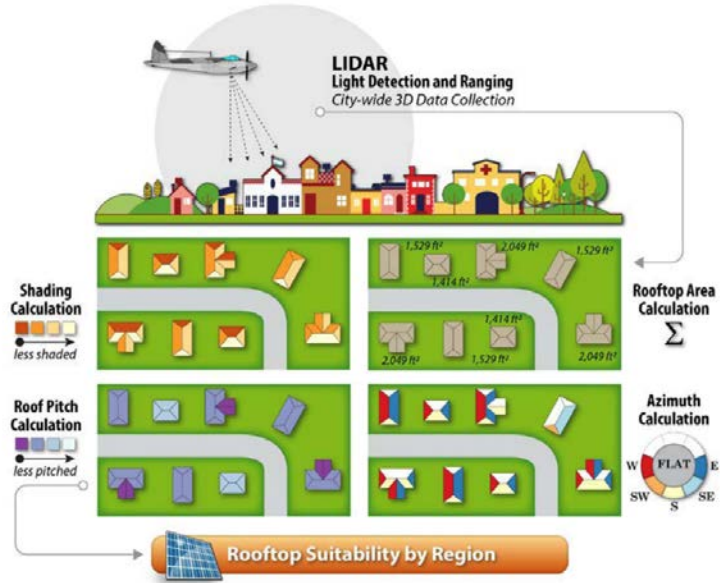 LIDAR
Light Detection and Ranging
City-wide 3D Data Collection
Shading
Calculation
less shaded
1,529 ft²
2,049 ft²
1,529 ft²
1,414 ft²
1,414 ft²
2,049 ft²
1,529 ft²
2,049 ft²
Rooftop Area
Calculation
Σ
Roof Pitch
Calculation
less pitched
Azimuth
Calculation
FLAT
W
E
SW
SE
S
Rooftop Suitability by Region